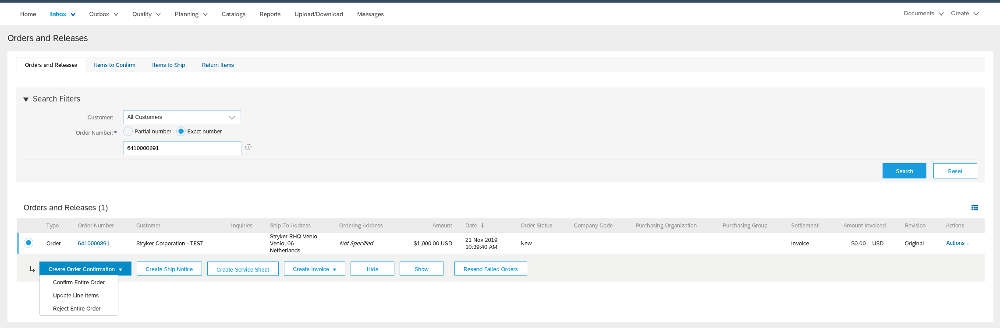 Home Inbox Outbox Quality Planning Catalogs Reports Upload/Download Messages Documents Create
Orders and Releases
Orders and Releases Items to Confirm Items to Ship Return Items
Search Filters
Customer: All Customers
Order Number:* Partial number Exact number
6410000891
Search Reset
Orders and Releases (1)
Type Order Number Customer Inquiries Ship To Address Ordering Address Amount Date ↓ Order Status Company Code Purchasing Organization Purchasing Group Settlement Amount Invoiced Revision Actions
Order 6410000891 Stryker Corporation - TEST Stryker RHQ Venlo
Venlo, 06
Netherlands Not Specified $1,000.00 USD 21 Nov 2019
10:39:40 AM New Invoice $0.00 USD Original Actions
Create Order Confirmation Create Ship Notice Create Service Sheet Create Invoice Hide Show Resend Failed Orders
Confirm Entire Order
Update Line Items
Reject Entire Order